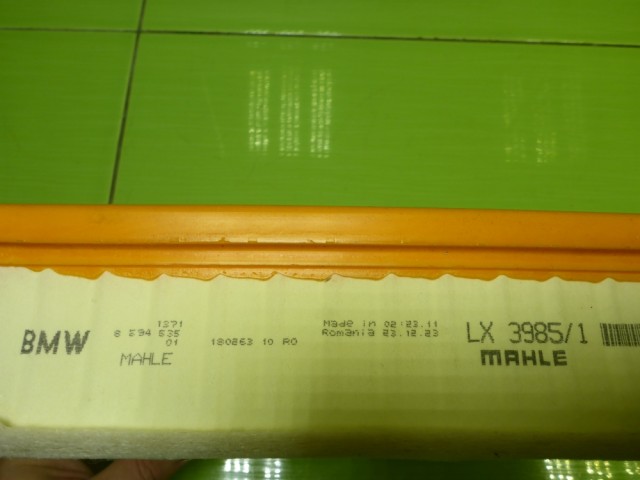 BMW
1371
8 594 535
01
MAHLE
180263 10 RO
Made in 02:23.11
Romania 23.12.23
LX 3985/1
MAHLE